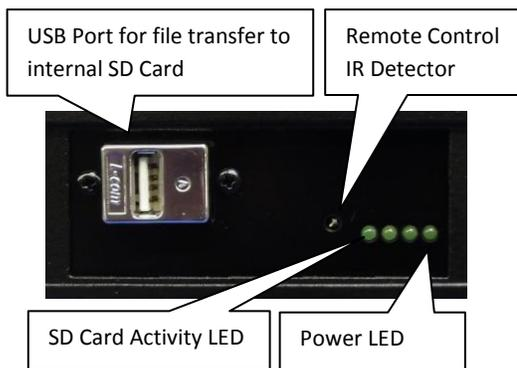 USB Port for file transfer to
internal SD Card
Remote Control
IR Detector
L-com
SD Card Activity LED
Power LED